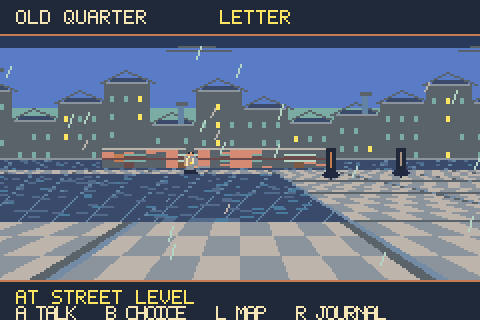 OLD QUARTER LETTER
AT STREET LEVEL
A TALK B CHOICE L MAP R JOURNAL